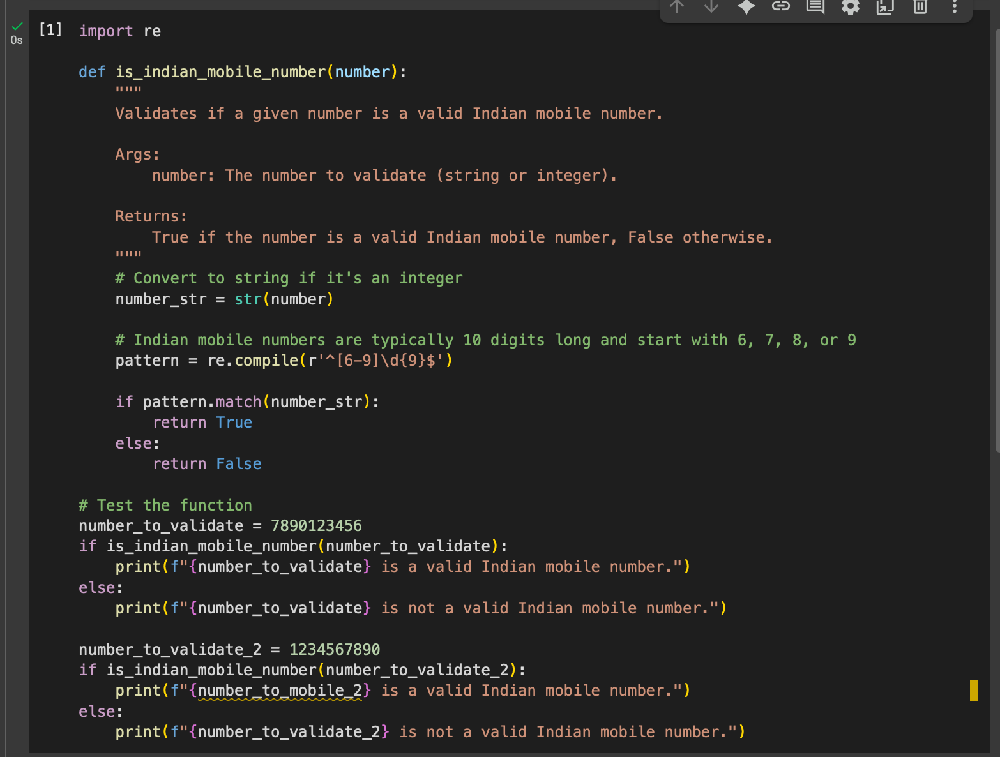 [1] import re
0s
def is_indian_mobile_number(number):
    """
    Validates if a given number is a valid Indian mobile number.

    Args:
        number: The number to validate (string or integer).

    Returns:
        True if the number is a valid Indian mobile number, False otherwise.
    """
    # Convert to string if it's an integer
    number_str = str(number)

    # Indian mobile numbers are typically 10 digits long and start with 6, 7, 8, or 9
    pattern = re.compile(r'^[6-9]\d{9}$')

    if pattern.match(number_str):
        return True
    else:
        return False

# Test the function
number_to_validate = 7890123456
if is_indian_mobile_number(number_to_validate):
    print(f"{number_to_validate} is a valid Indian mobile number.")
else:
    print(f"{number_to_validate} is not a valid Indian mobile number.")

number_to_validate_2 = 1234567890
if is_indian_mobile_number(number_to_validate_2):
    print(f"{number_to_mobile_2} is a valid Indian mobile number.")
else:
    print(f"{number_to_validate_2} is not a valid Indian mobile number.")